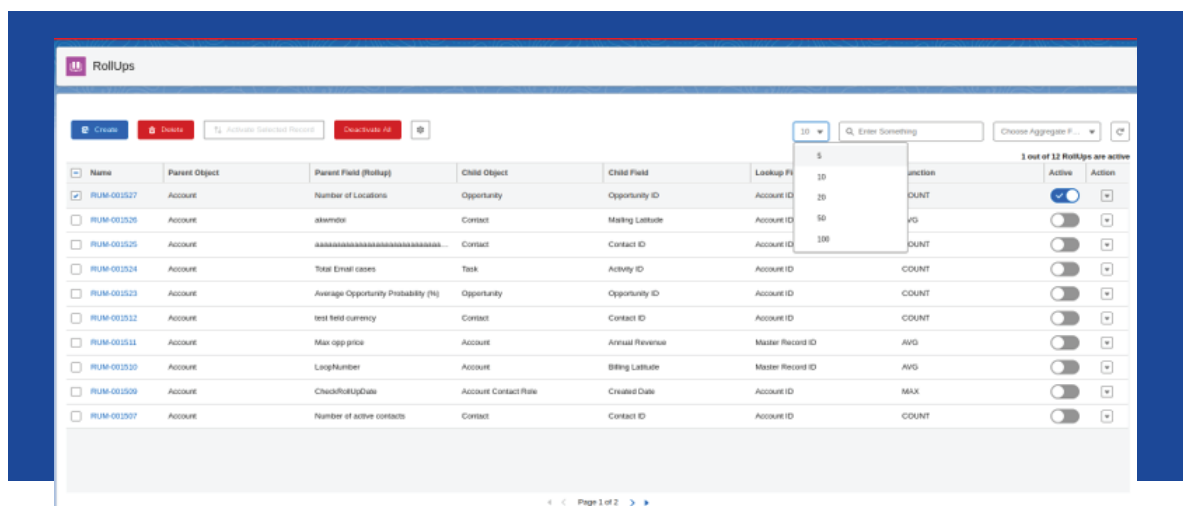 RollUps
Create Delete Activate Selected Record Deactivate All 10 Enter Something Choose Aggregate F...
1 out of 12 RollUps are active
5
10
20
50
100
Name Parent Object Parent Field (Rollup) Child Object Child Field Lookup Fi unction Active Action
RUM-001527 Account Number of Locations Opportunity Opportunity ID Account ID OUNT
RUM-001526 Account akwmdoi Contact Mailing Latitude Account ID VG
RUM-001525 Account Contact Contact ID Account ID OUNT
RUM-001524 Account Total Email cases Task Activity ID Account ID COUNT
RUM-001523 Account Average Opportunity Probability (%) Opportunity Opportunity ID Account ID COUNT
RUM-001512 Account test field currency Contact Contact ID Account ID COUNT
RUM-001511 Account Max opp price Account Annual Revenue Master Record ID AVG
RUM-001510 Account LoopNumber Account Billing Latitude Master Record ID AVG
RUM-001509 Account CheckRollUpDate Account Contact Role Created Date Account ID MAX
RUM-001507 Account Number of active contacts Contact Contact ID Account ID COUNT
Page 1 of 2